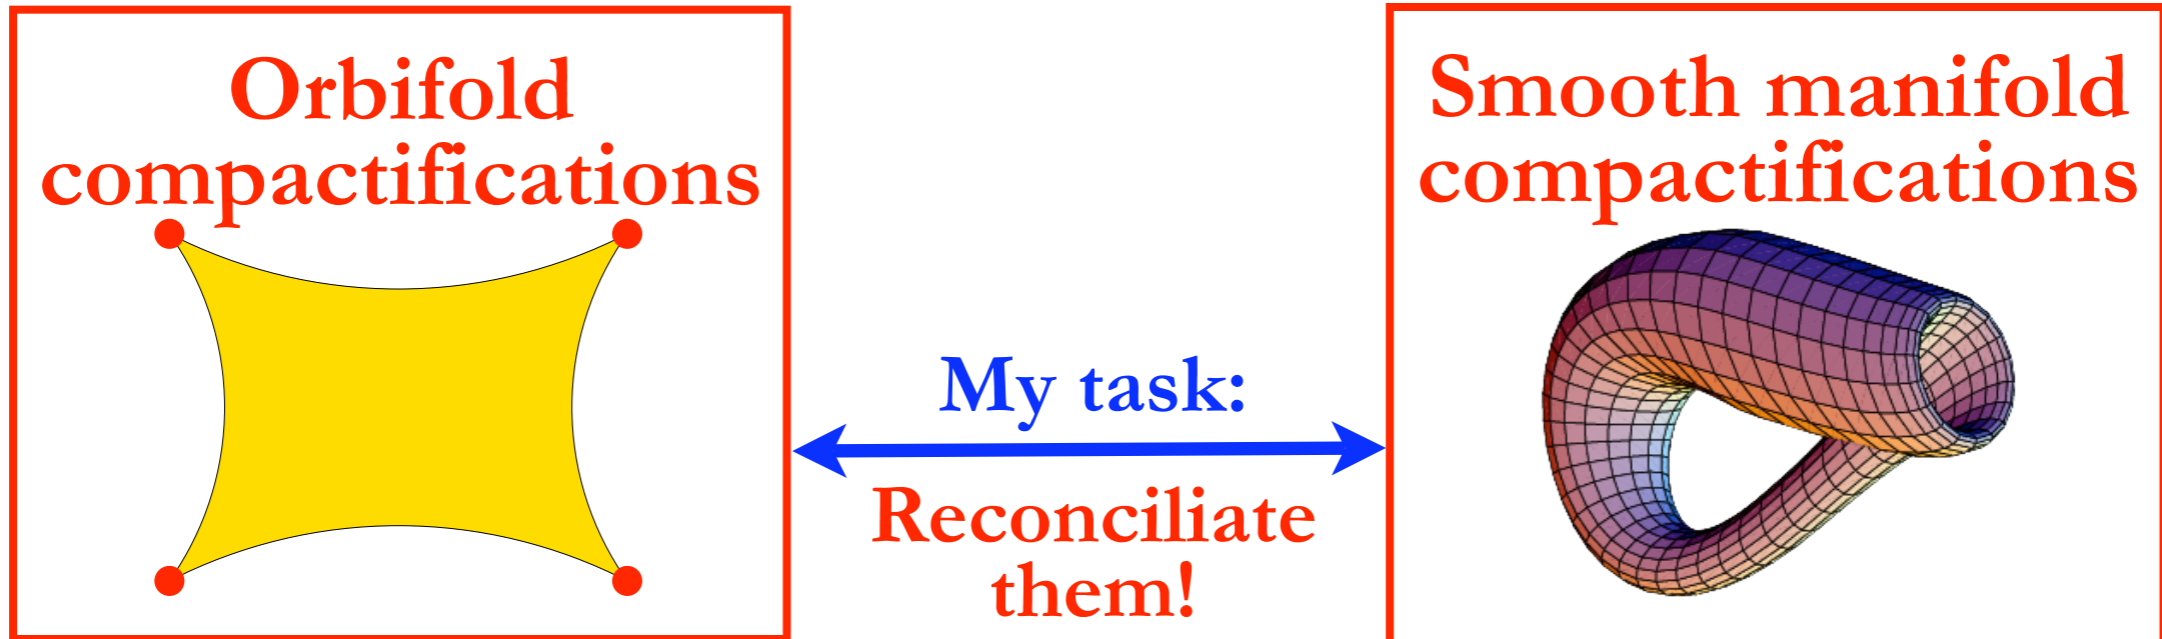 Orbifold
compactifications
My task:
Reconciliate
them!
Smooth manifold
compactifications